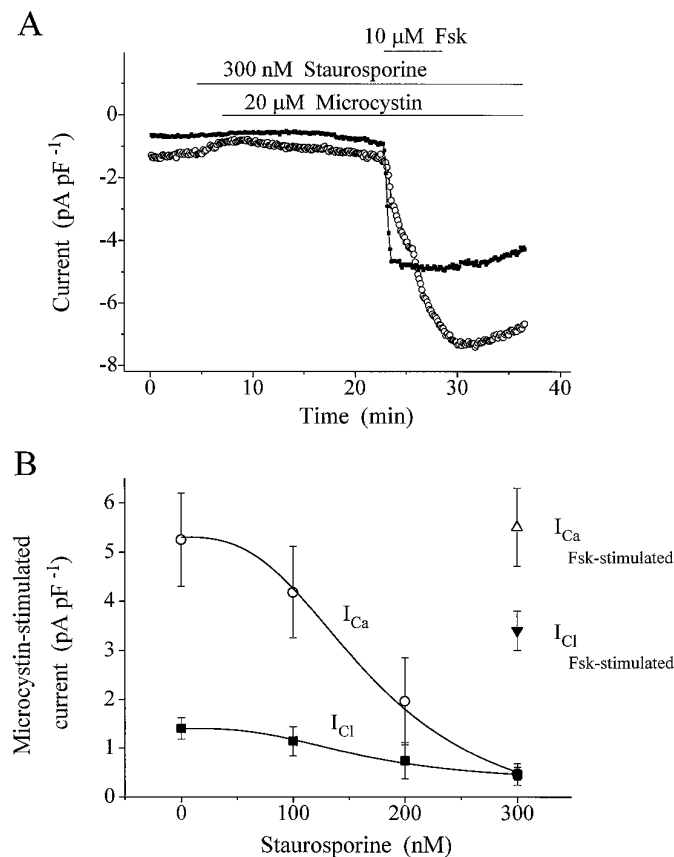 A
10 μM Fsk
300 nM Staurosporine
20 μM Microcystin
0
-2
-4
-6
-8
Current (pA pF⁻¹)
0 10 20 30 40
Time (min)
B
6
5
4
3
2
1
0
Microcystin-stimulated
current (pA pF⁻¹)
I_Ca
I_Cl
I_Ca
Fsk-stimulated
I_Cl
Fsk-stimulated
0 100 200 300
Staurosporine (nM)